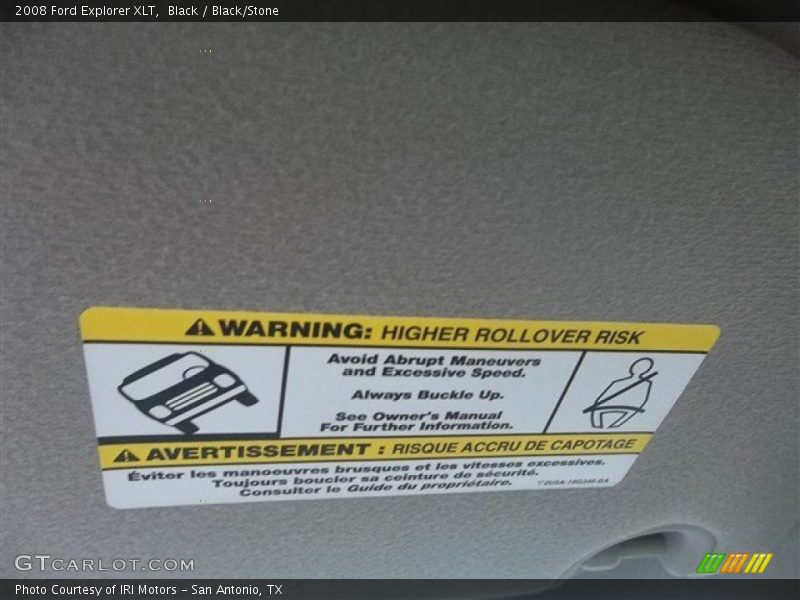 2008 Ford Explorer XLT,  Black / Black/Stone
WARNING: HIGHER ROLLOVER RISK
Avoid Abrupt Maneuvers
and Excessive Speed.
Always Buckle Up.
See Owner's Manual
For Further Information.
AVERTISSEMENT : RISQUE ACCRU DE CAPOTAGE
Éviter les manoeuvres brusques et les vitesses excessives.
Toujours boucler sa ceinture de sécurité.
Consulter le Guide du propriétaire.
GTCARLOT.COM
Photo Courtesy of IRI Motors – San Antonio, TX